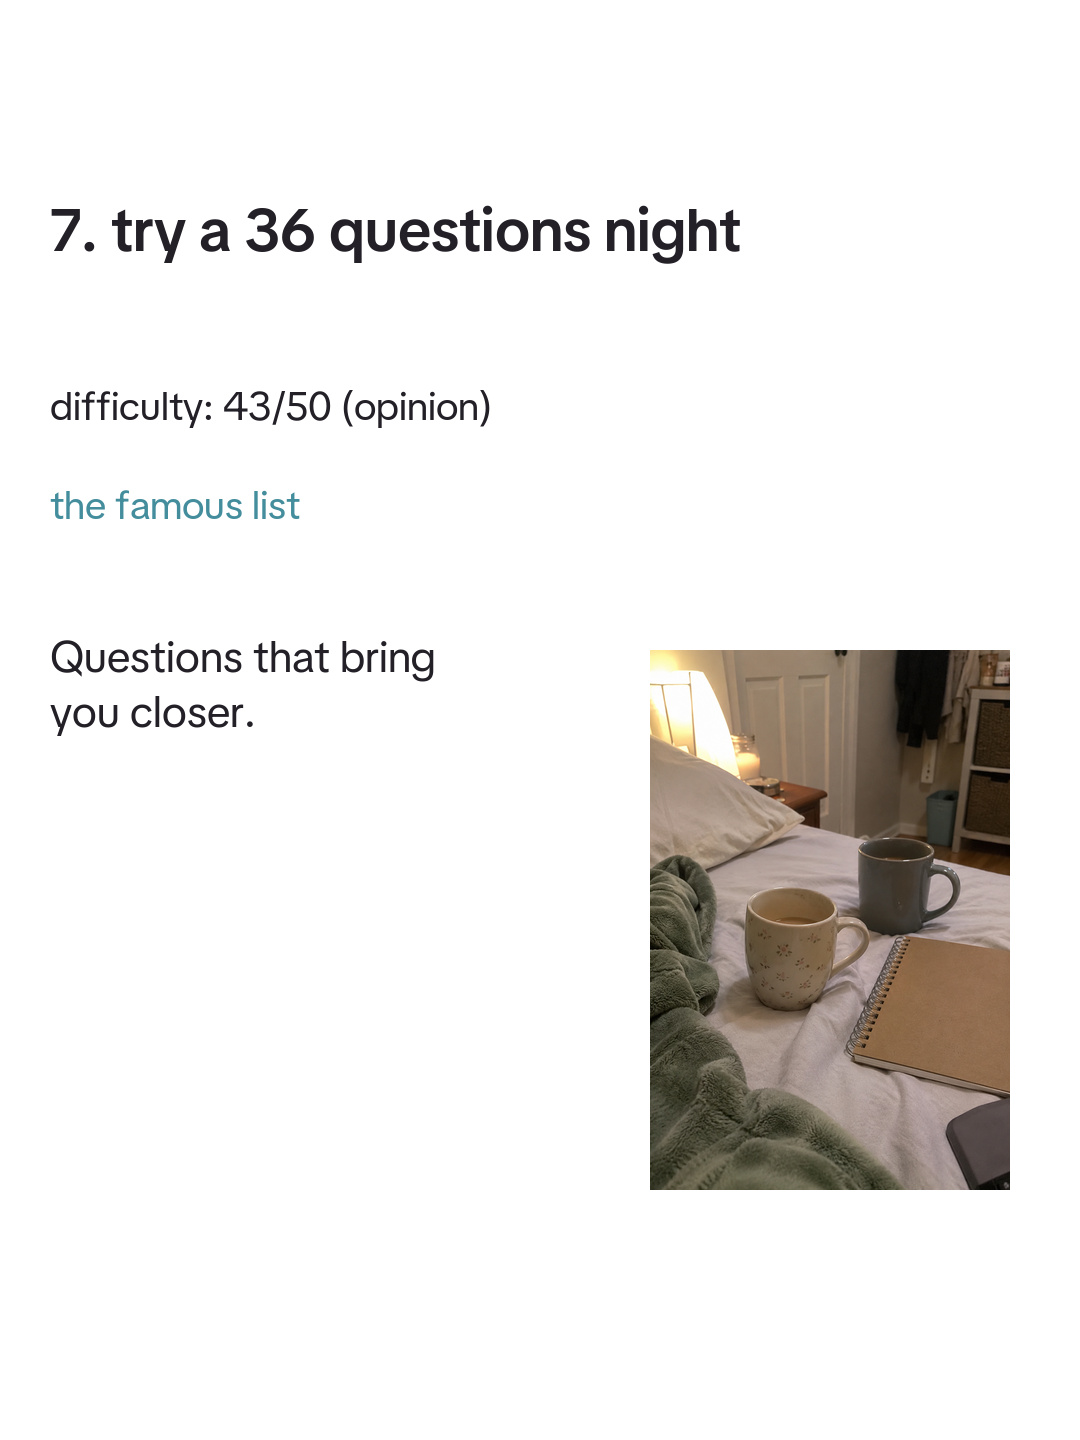 7. try a 36 questions night
difficulty: 43/50 (opinion)
the famous list
Questions that bring
you closer.